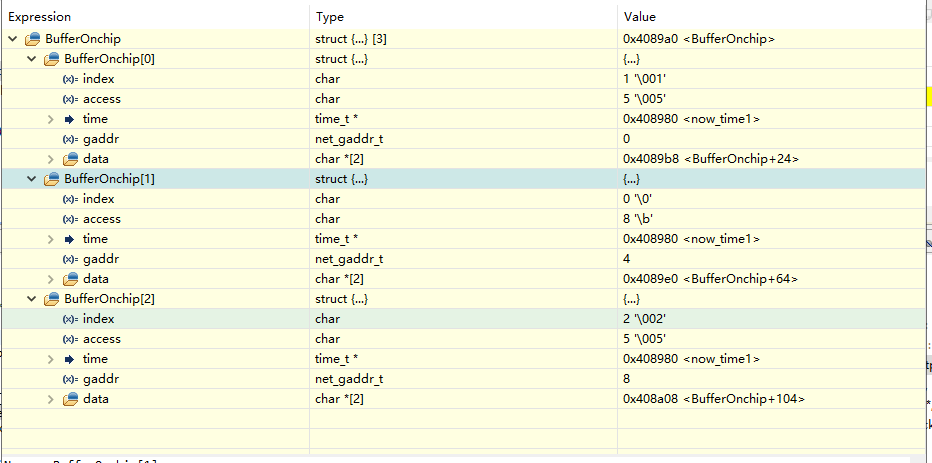 Expression Type Value
BufferOnchip struct {...} [3] 0x4089a0 <BufferOnchip>
BufferOnchip[0] struct {...} {...}
(x)= index char 1 '\001'
(x)= access char 5 '\005'
time time_t * 0x408980 <now_time1>
(x)= gaddr net_gaddr_t 0
data char *[2] 0x4089b8 <BufferOnchip+24>
BufferOnchip[1] struct {...} {...}
(x)= index char 0 '\0'
(x)= access char 8 '\b'
time time_t * 0x408980 <now_time1>
(x)= gaddr net_gaddr_t 4
data char *[2] 0x4089e0 <BufferOnchip+64>
BufferOnchip[2] struct {...} {...}
(x)= index char 2 '\002'
(x)= access char 5 '\005'
time time_t * 0x408980 <now_time1>
(x)= gaddr net_gaddr_t 8
data char *[2] 0x408a08 <BufferOnchip+104>